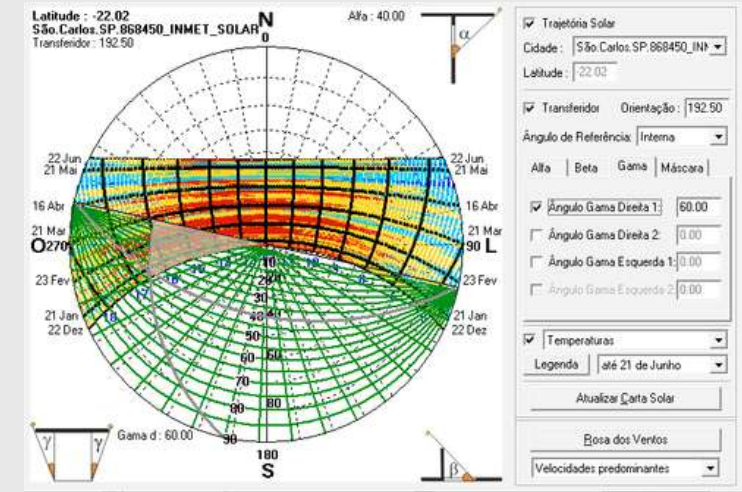 Latitude : -22.02
São.Carlos.SP.868450_INMET_SOLAR
Transferidor : 192.50
N
0
Alfa : 40.00
α
22 Jun
21 Mai
16 Abr
21 Mar
O 270
23 Fev
21 Jan
22 Dez
22 Jun
21 Mai
16 Abr
21 Mar
90 L
23 Fev
21 Jan
22 Dez
10
20
30
40
50
60
60
70
80
80
90
17
16
18
180
S
γ γ
Gama d : 60.00
β
Trajetória Solar
Cidade : São.Carlos.SP.868450_INM
Latitude : -22.02
Transferidor Orientação : 192.50
Ângulo de Referência: Interna
Alfa Beta Gama Máscara
Ângulo Gama Direita 1: 60.00
Ângulo Gama Direita 2: 0.00
Ângulo Gama Esquerda 1: 0.00
Ângulo Gama Esquerda 2: 0.00
Temperaturas
Legenda até 21 de Junho
Atualizar Carta Solar
Rosa dos Ventos
Velocidades predominantes